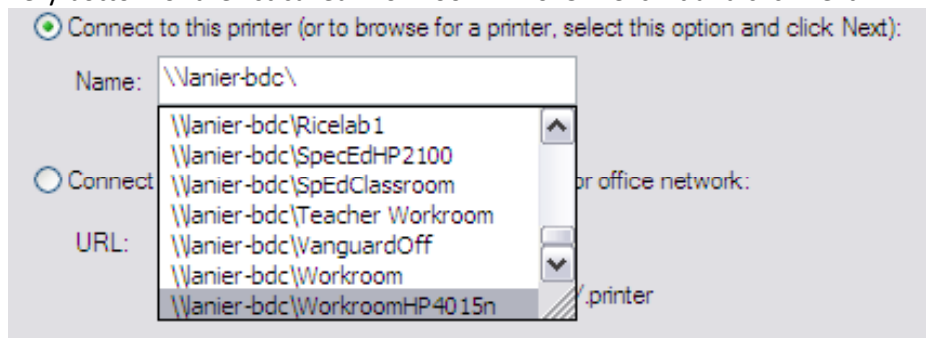 Connect to this printer (or to browse for a printer, select this option and click Next):
Name: \\lanier-bdc\
\\lanier-bdc\Ricelab1
\\lanier-bdc\SpecEdHP2100
Connect \\lanier-bdc\SpEdClassroom or office network:
\\lanier-bdc\Teacher Workroom
URL: \\lanier-bdc\VanguardOff
\\lanier-bdc\Workroom
\\lanier-bdc\WorkroomHP4015n /.printer